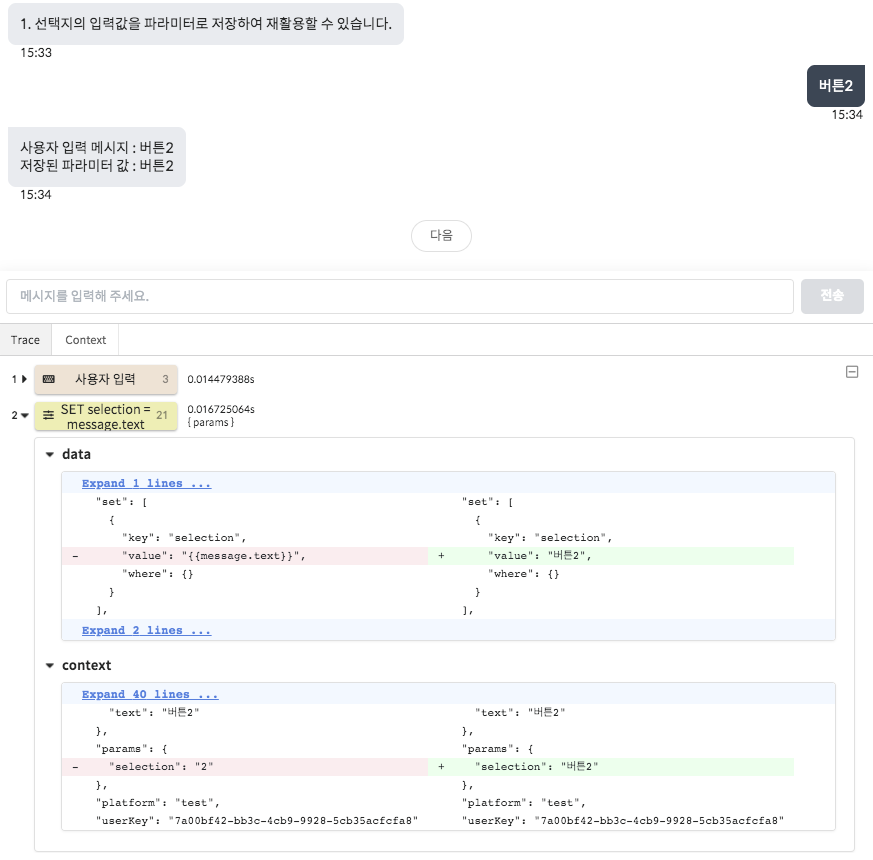 1. 선택지의 입력값을 파라미터로 저장하여 재활용할 수 있습니다.
15:33
버튼2
15:34
사용자 입력 메시지 : 버튼2
저장된 파라미터 값 : 버튼2
15:34
다음
메시지를 입력해 주세요.
전송
Trace
Context
1
사용자 입력
3
0.014479388s
2
SET selection =
message.text
21
0.016725064s
{ params }
data
Expand 1 lines ...
"set": [ "set": [
{ {
"key": "selection", "key": "selection",
- "value": "{{message.text}}", + "value": "버튼2",
"where": {} "where": {}
} }
], ],
Expand 2 lines ...
context
Expand 40 lines ...
"text": "버튼2" "text": "버튼2"
}, },
"params": { "params": {
- "selection": "2" + "selection": "버튼2"
}, },
"platform": "test", "platform": "test",
"userKey": "7a00bf42-bb3c-4cb9-9928-5cb35acfcfa8" "userKey": "7a00bf42-bb3c-4cb9-9928-5cb35acfcfa8"